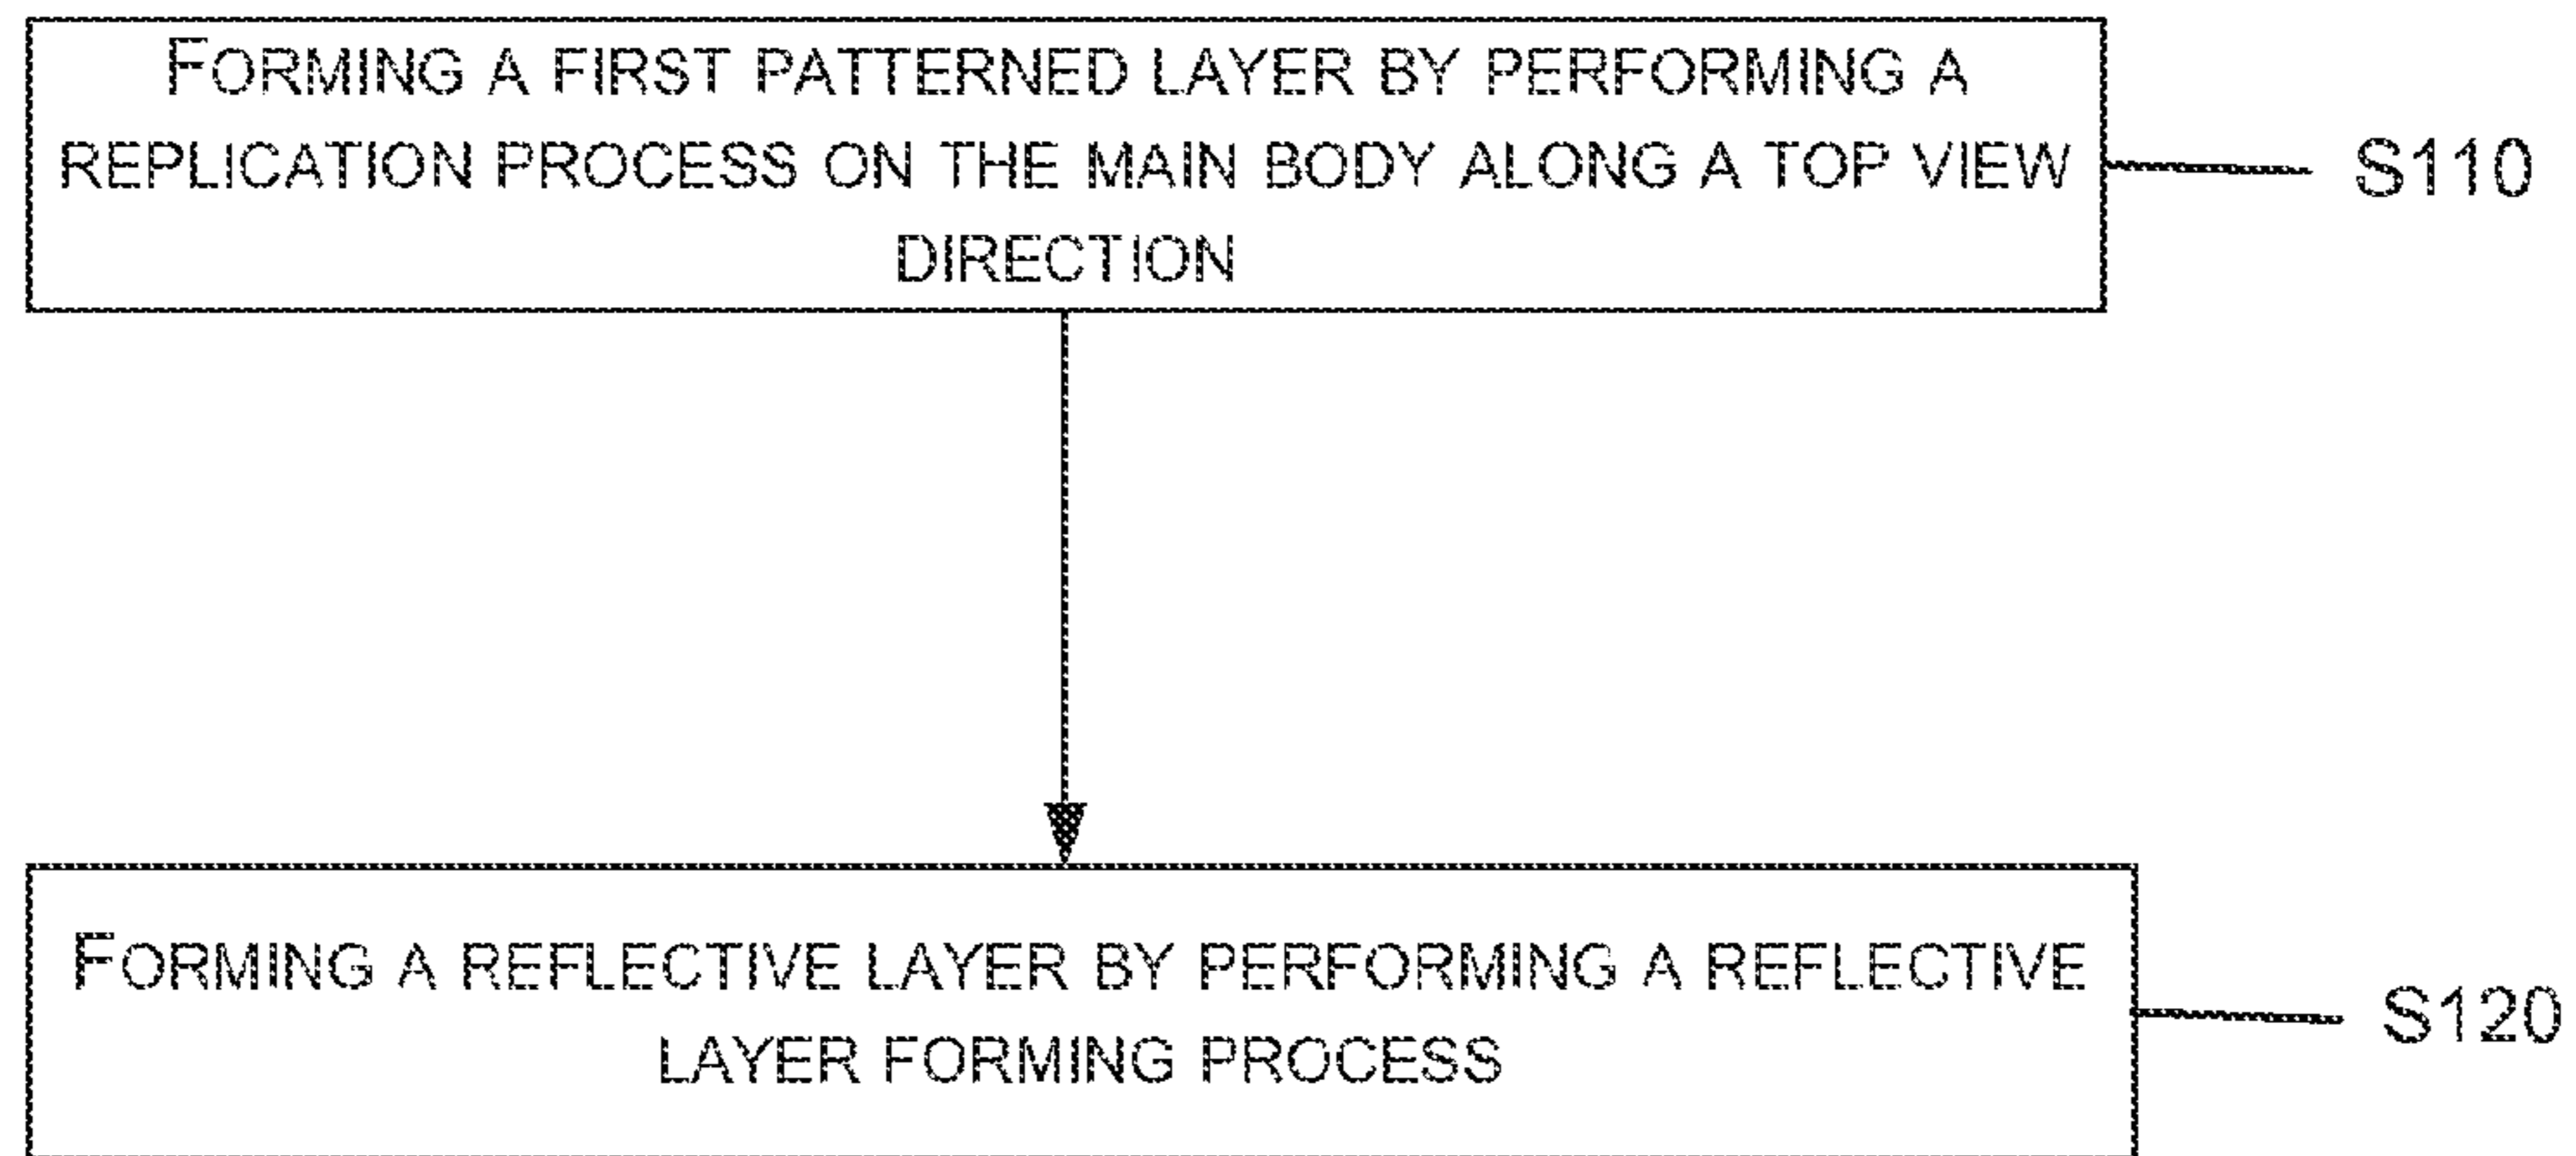 FORMING A FIRST PATTERNED LAYER BY PERFORMING A
REPLICATION PROCESS ON THE MAIN BODY ALONG A TOP VIEW
DIRECTION
S110
FORMING A REFLECTIVE LAYER BY PERFORMING A REFLECTIVE
LAYER FORMING PROCESS
S120